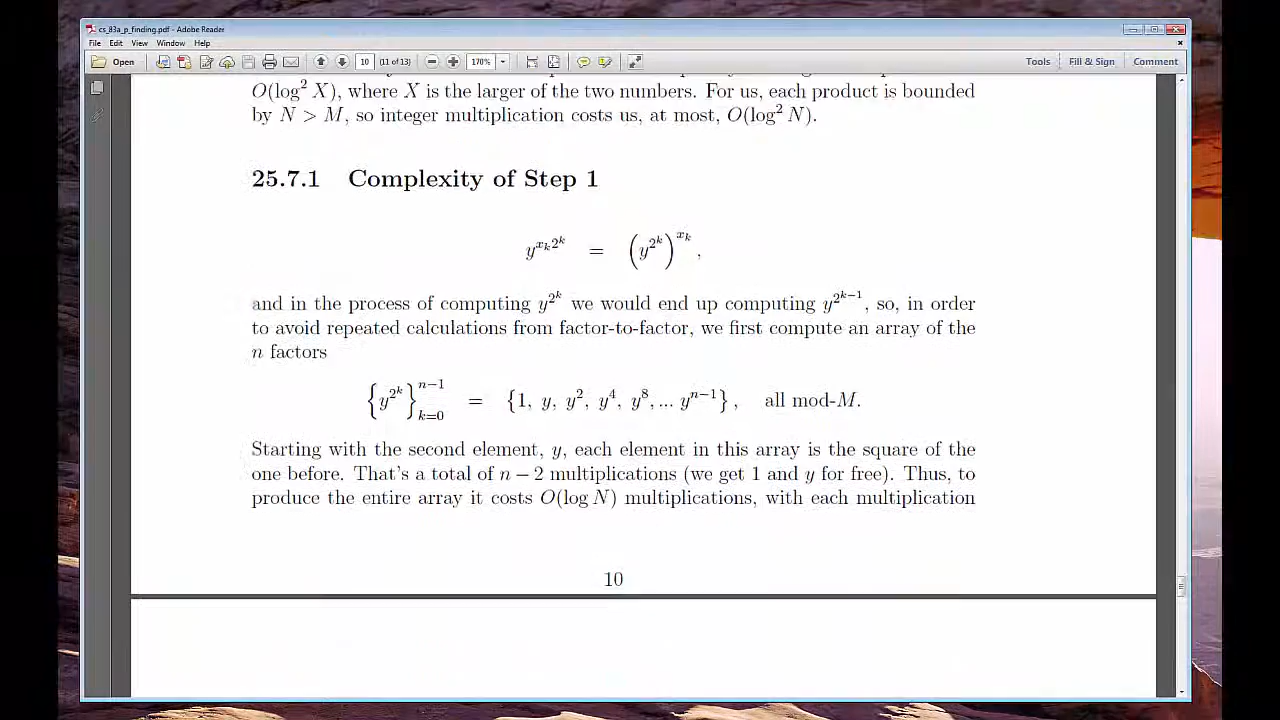 cs_83a_p_finding.pdf - Adobe Reader
File Edit View Window Help
Open 10 (11 of 13) 170% Tools Fill & Sign Comment
O(log² X), where X is the larger of the two numbers. For us, each product is bounded
by N > M, so integer multiplication costs us, at most, O(log² N).
25.7.1 Complexity of Step 1
y^{x_k 2^k} = (y^{2^k})^{x_k},
and in the process of computing y^{2^k} we would end up computing y^{2^{k−1}}, so, in order
to avoid repeated calculations from factor-to-factor, we first compute an array of the
n factors
{y^{2^k}}_{k=0}^{n−1} = {1, y, y², y⁴, y⁸, ... y^{n−1}}, all mod-M.
Starting with the second element, y, each element in this array is the square of the
one before. That's a total of n − 2 multiplications (we get 1 and y for free). Thus, to
produce the entire array it costs O(log N) multiplications, with each multiplication
10